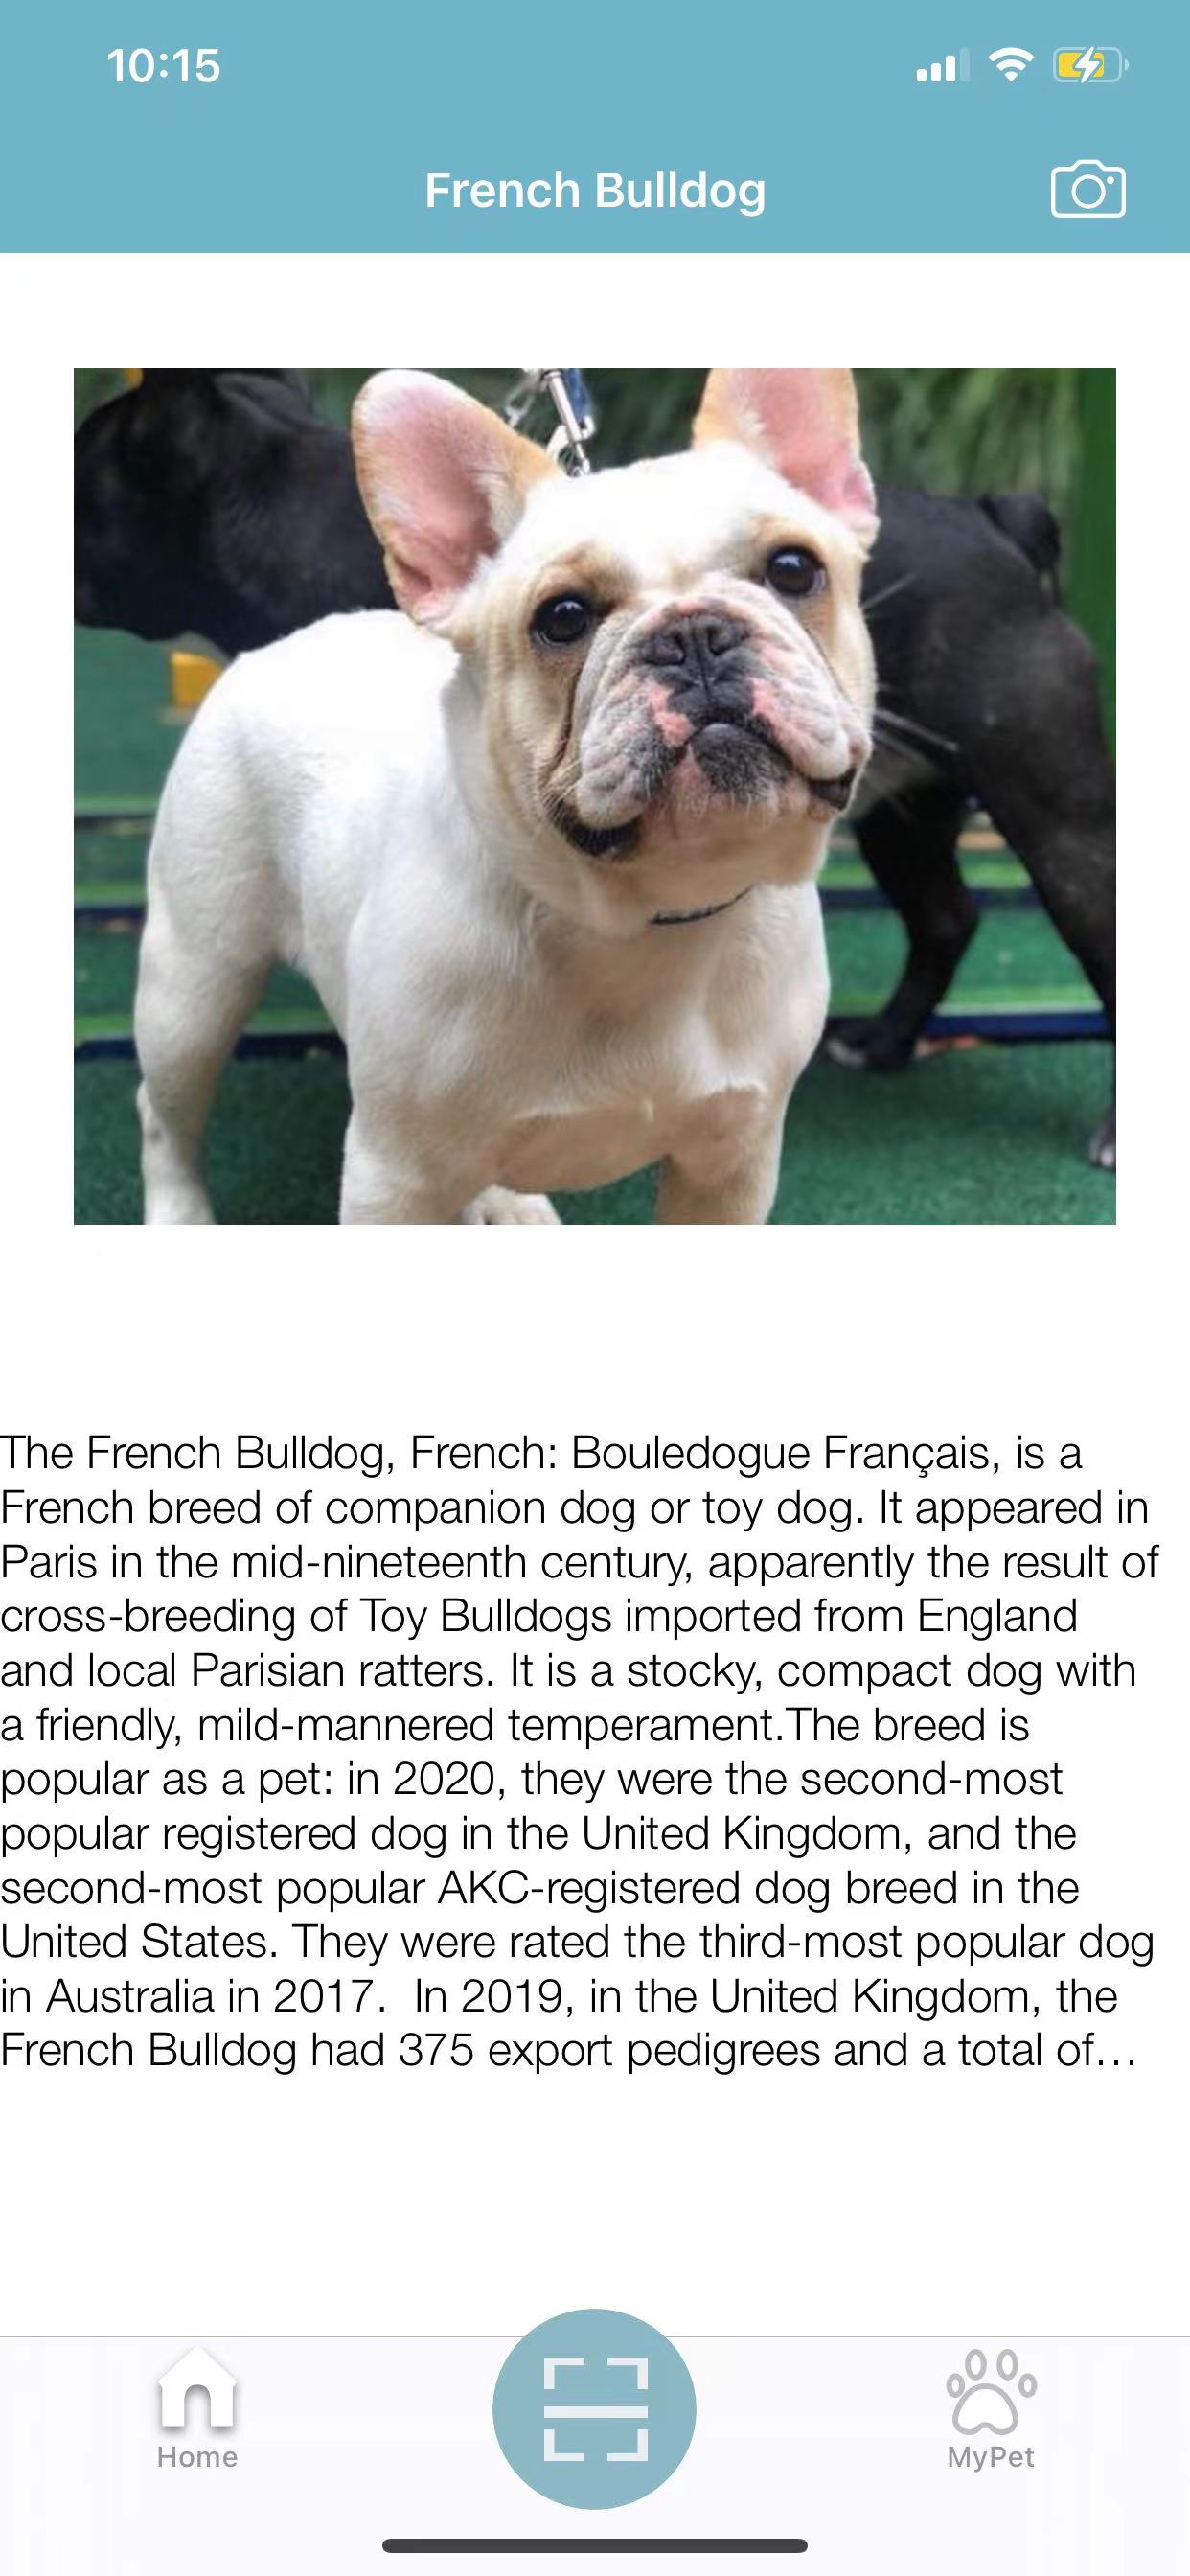 10:15
French Bulldog
The French Bulldog, French: Bouledogue Français, is a
French breed of companion dog or toy dog. It appeared in
Paris in the mid-nineteenth century, apparently the result of
cross-breeding of Toy Bulldogs imported from England
and local Parisian ratters. It is a stocky, compact dog with
a friendly, mild-mannered temperament.The breed is
popular as a pet: in 2020, they were the second-most
popular registered dog in the United Kingdom, and the
second-most popular AKC-registered dog breed in the
United States. They were rated the third-most popular dog
in Australia in 2017.  In 2019, in the United Kingdom, the
French Bulldog had 375 export pedigrees and a total of…
Home
MyPet